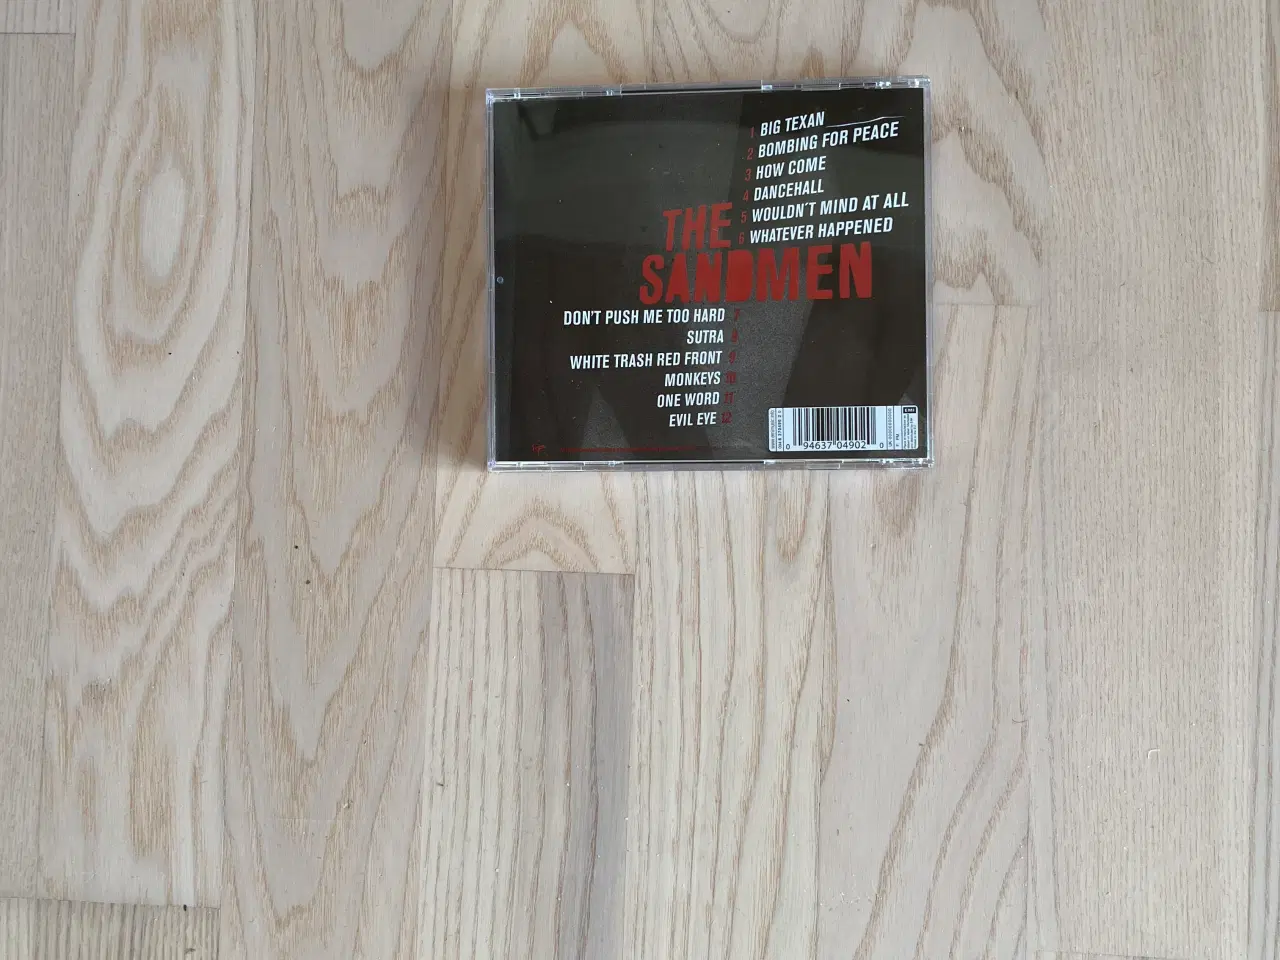 1 BIG TEXAN
2 BOMBING FOR PEACE
3 HOW COME
4 DANCEHALL
5 WOULDN'T MIND AT ALL
6 WHATEVER HAPPENED
THE
SANDMEN
DON'T PUSH ME TOO HARD 7
SUTRA 8
WHITE TRASH RED FRONT 9
MONKEYS 10
ONE WORD 11
EVIL EYE 12
EMI
0 94637 04902 0